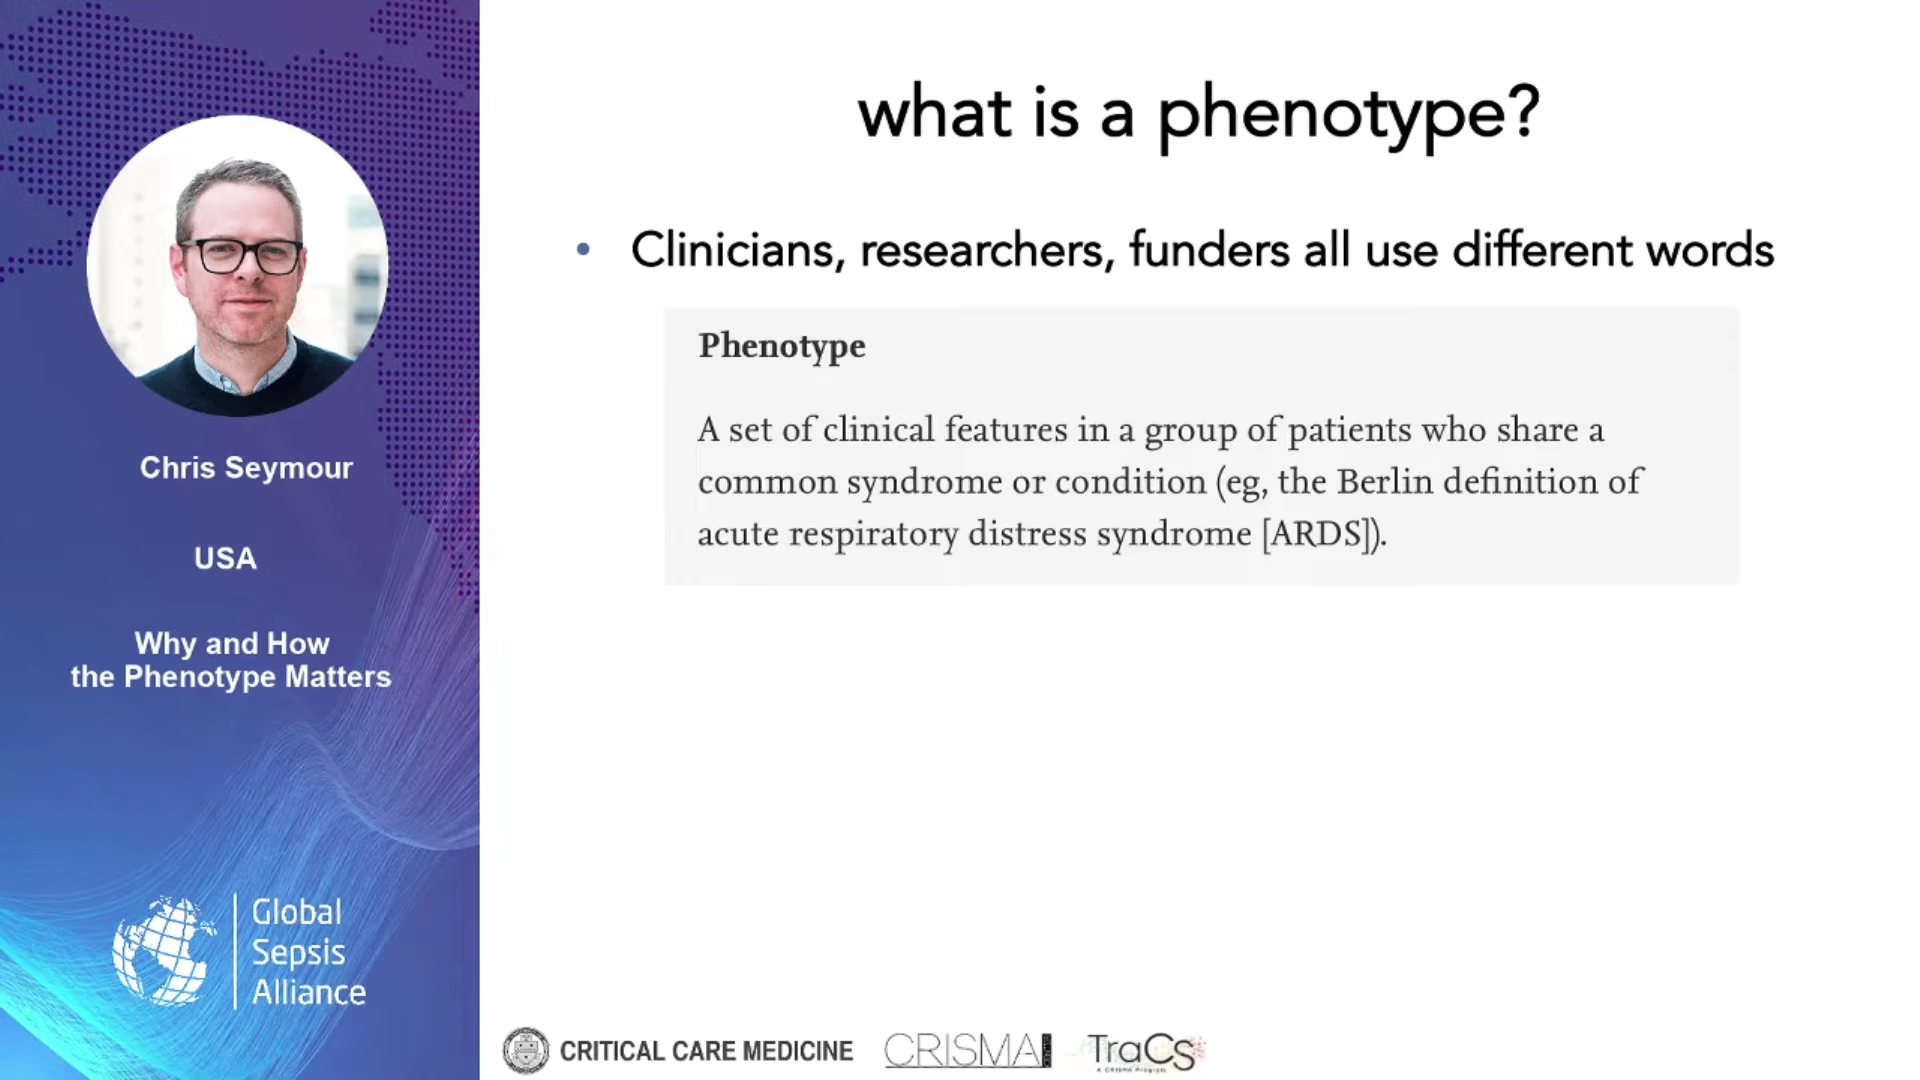 Chris Seymour
USA
Why and How
the Phenotype Matters
Global
Sepsis
Alliance
what is a phenotype?
• Clinicians, researchers, funders all use different words
Phenotype
A set of clinical features in a group of patients who share a
common syndrome or condition (eg, the Berlin definition of
acute respiratory distress syndrome [ARDS]).
CRITICAL CARE MEDICINE
CRISMA
TraCs
A CRISMA Program